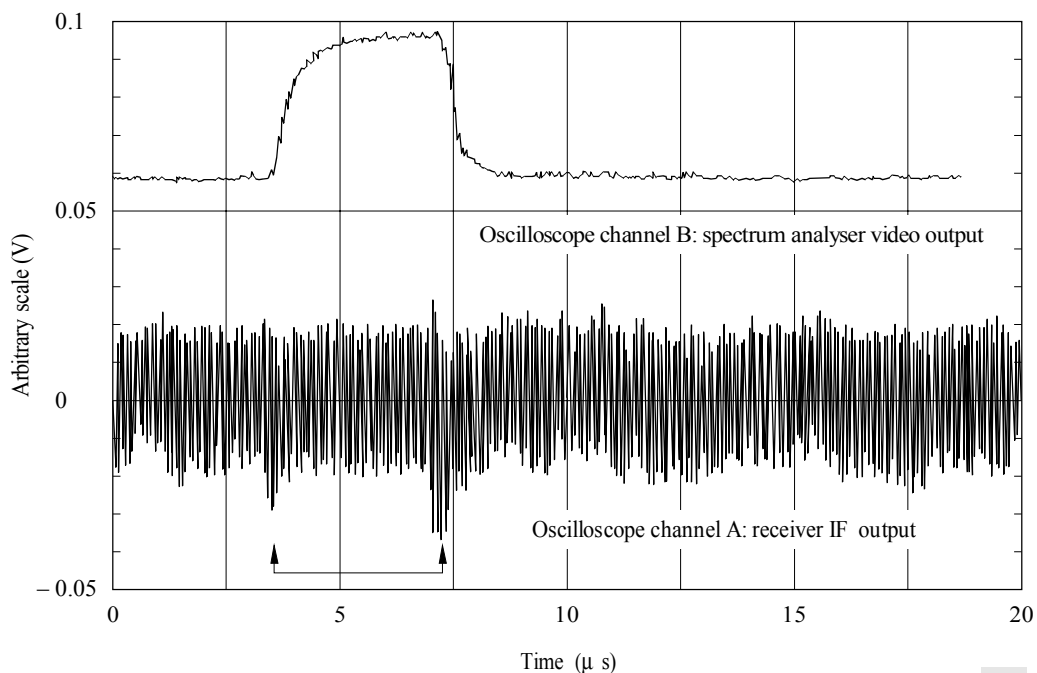 0.1
0.05
0
– 0.05
Arbitrary scale (V)
Oscilloscope channel B: spectrum analyser video output
Oscilloscope channel A: receiver IF output
0
5
10
15
20
Time (μ s)